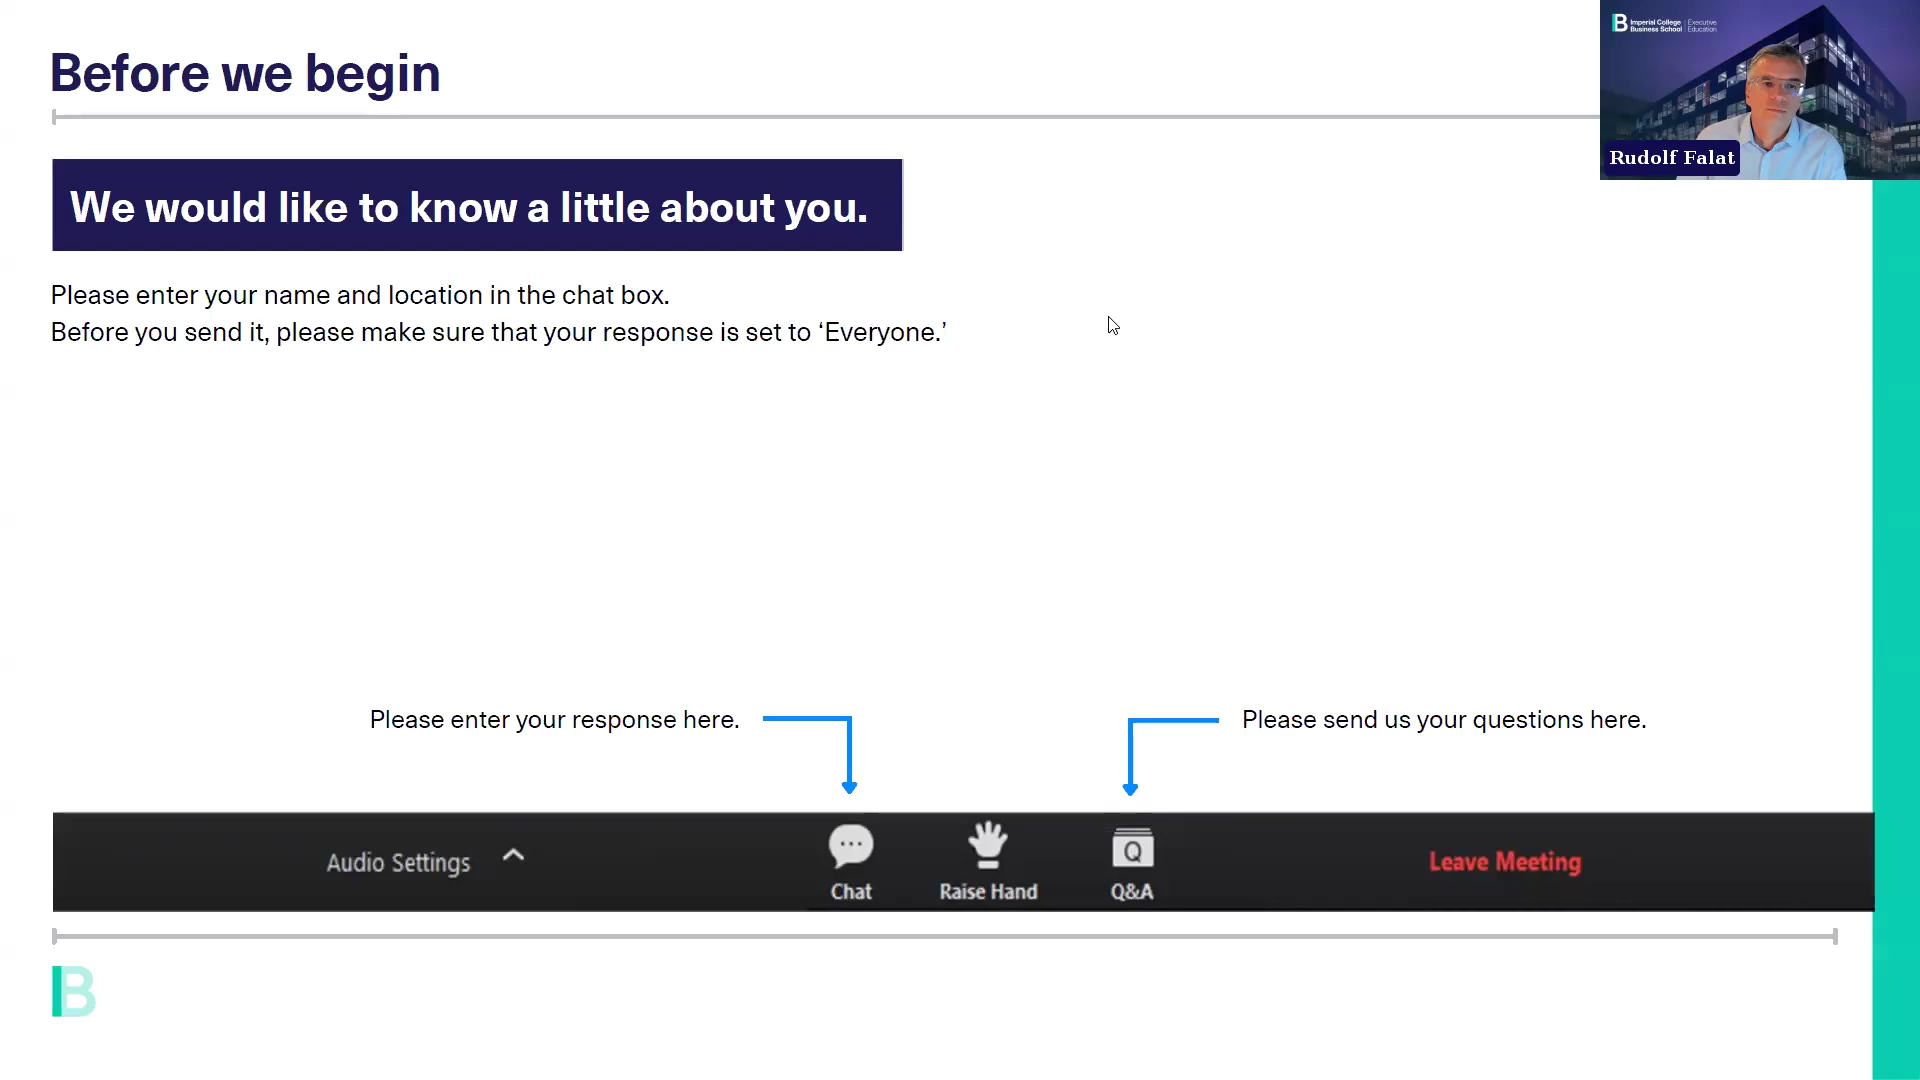 Before we begin
Imperial College
Business School
Executive
Education
Rudolf Falat
We would like to know a little about you.
Please enter your name and location in the chat box.
Before you send it, please make sure that your response is set to ‘Everyone.’
Please enter your response here.
Please send us your questions here.
Audio Settings
Chat
Raise Hand
Q
Q&A
Leave Meeting
B